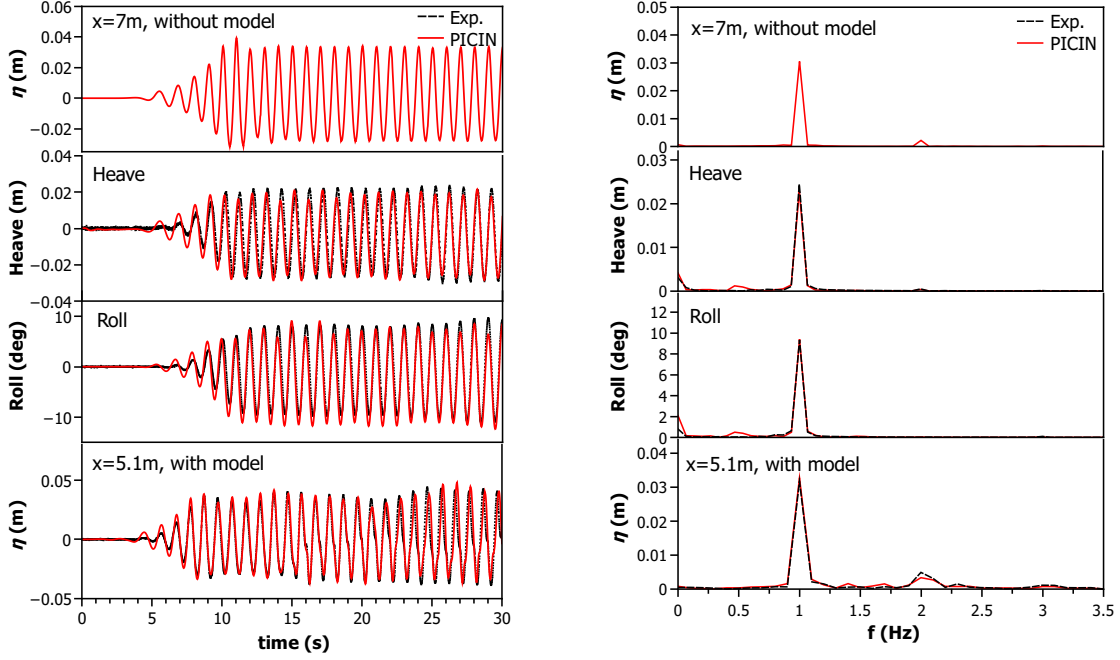 x=7m, without model
Exp.
PICIN
η (m)
0.06
0.04
0.02
0
−0.02
Heave
Heave (m)
0.04
0.02
0
−0.02
−0.04
Roll
Roll (deg)
10
0
−10
x=5.1m, with model
η (m)
0.05
0
−0.05
0 5 10 15 20 25 30
time (s)
x=7m, without model
Exp.
PICIN
η (m)
0.05
0.04
0.03
0.02
0.01
0
Heave
Heave (m)
0.03
0.02
0.01
0
Roll
Roll (deg)
12
10
8
6
4
2
0
x=5.1m, with model
η (m)
0.04
0.03
0.02
0.01
0
0 0.5 1 1.5 2 2.5 3 3.5
f (Hz)